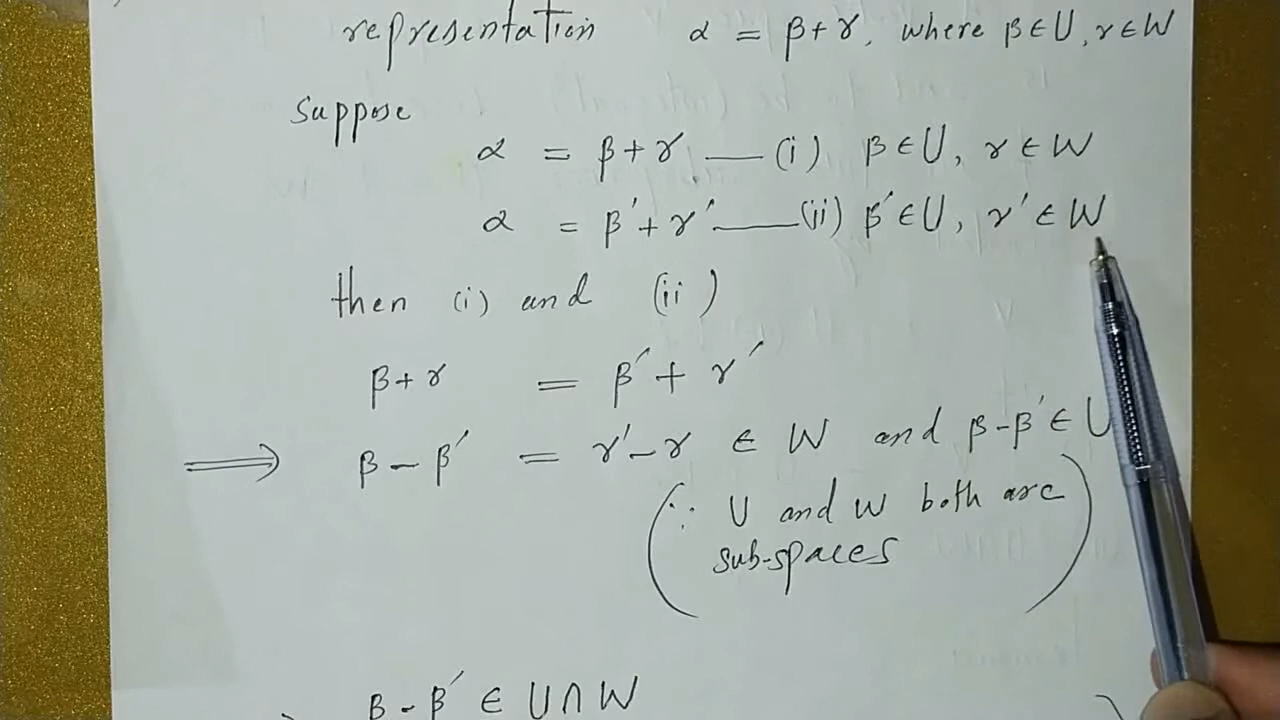 representation α = β+γ, where β∈U, γ∈W
Suppose
α = β+γ —(i) β∈U, γ∈W
α = β′+γ′ —(ii) β′∈U, γ′∈W
then (i) and (ii)
β+γ = β′+γ′
⟹ β-β′ = γ′-γ ∈ W and β-β′∈U
(∵ U and W both are
sub-spaces)
β-β′ ∈ U∩W